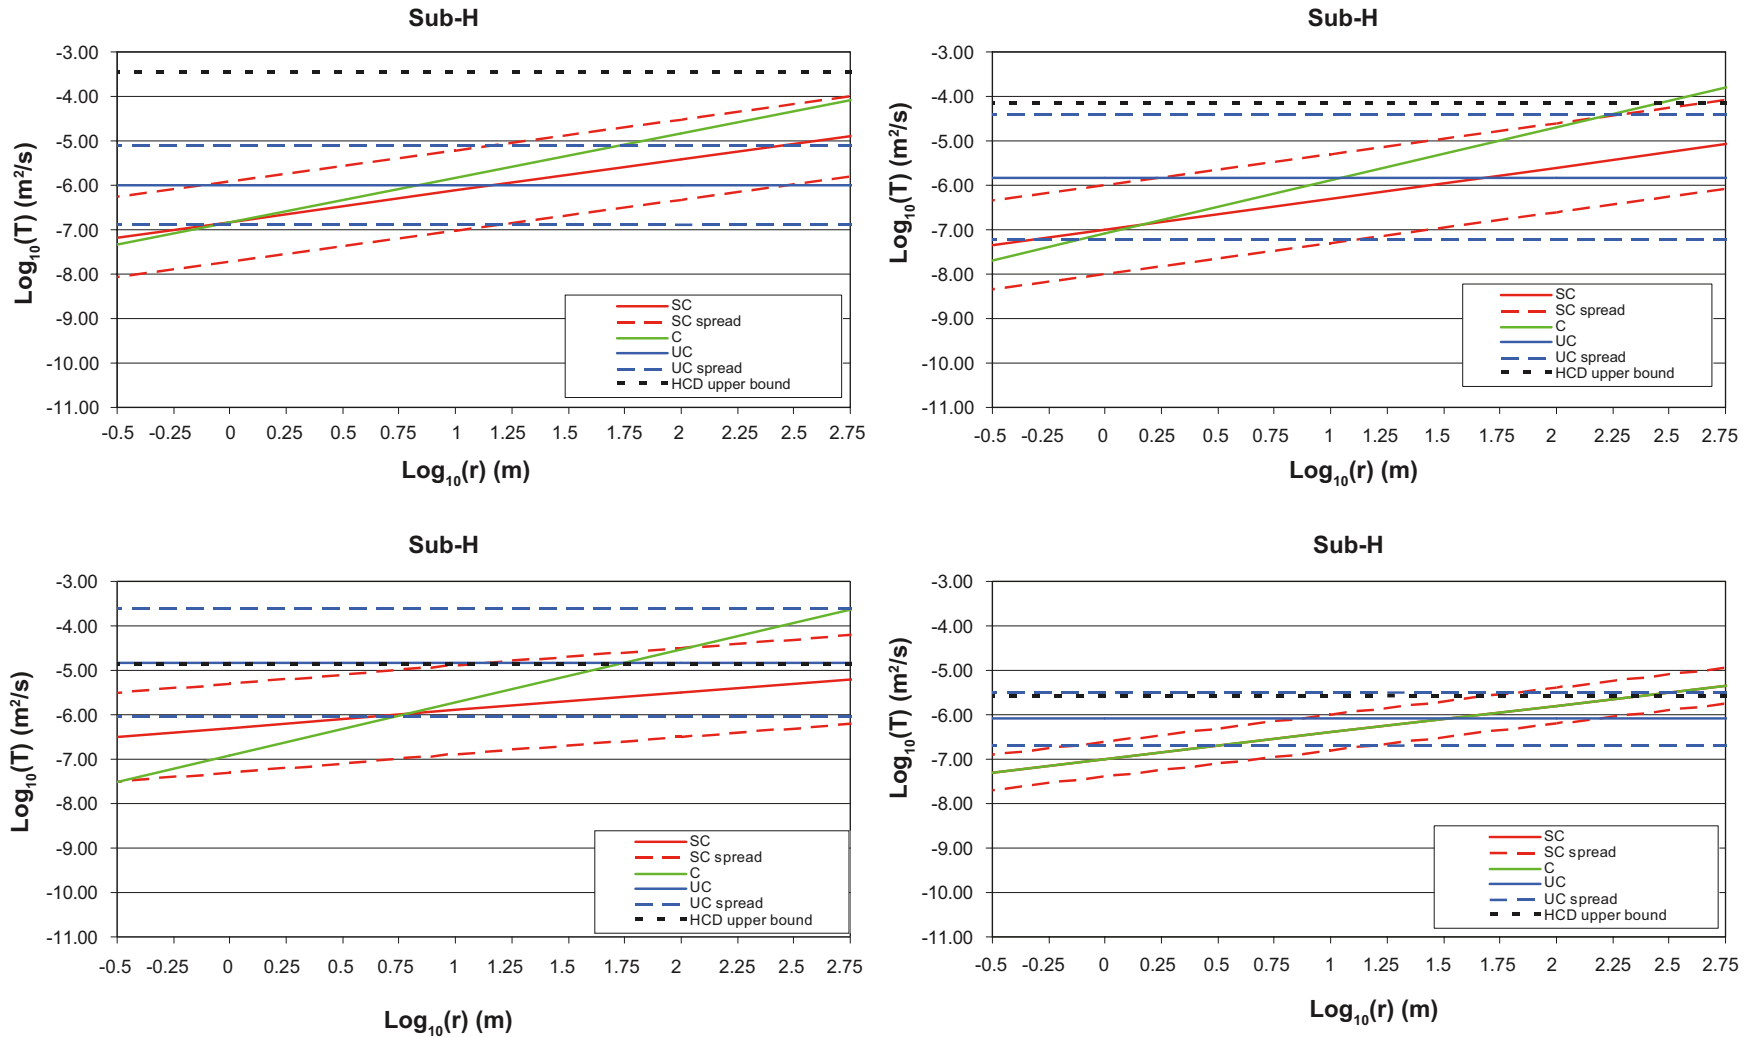 Sub-H
-3.00
-4.00
-5.00
-6.00
-7.00
-8.00
-9.00
-10.00
-11.00
Log10(T) (m2/s)
SC
SC spread
C
UC
UC spread
HCD upper bound
-0.5 -0.25 0 0.25 0.5 0.75 1 1.25 1.5 1.75 2 2.25 2.5 2.75
Log10(r) (m)
Sub-H
-3.00
-4.00
-5.00
-6.00
-7.00
-8.00
-9.00
-10.00
-11.00
Log10(T) (m2/s)
SC
SC spread
C
UC
UC spread
HCD upper bound
-0.5 -0.25 0 0.25 0.5 0.75 1 1.25 1.5 1.75 2 2.25 2.5 2.75
Log10(r) (m)
Sub-H
-3.00
-4.00
-5.00
-6.00
-7.00
-8.00
-9.00
-10.00
-11.00
Log10(T) (m2/s)
SC
SC spread
C
UC
UC spread
HCD upper bound
-0.5 -0.25 0 0.25 0.5 0.75 1 1.25 1.5 1.75 2 2.25 2.5 2.75
Log10(r) (m)
Sub-H
-3.00
-4.00
-5.00
-6.00
-7.00
-8.00
-9.00
-10.00
-11.00
Log10(T) (m2/s)
SC
SC spread
C
UC
UC spread
HCD upper bound
-0.5 -0.25 0 0.25 0.5 0.75 1 1.25 1.5 1.75 2 2.25 2.5 2.75
Log10(r) (m)